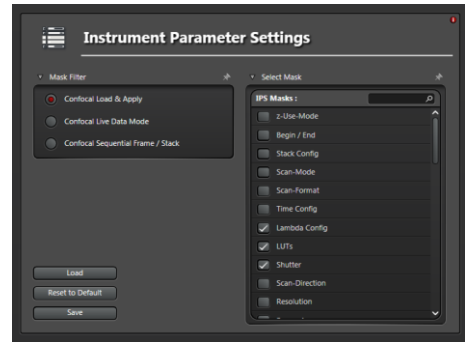 Instrument Parameter Settings
Mask Filter
Confocal Load & Apply
Confocal Live Data Mode
Confocal Sequential Frame / Stack
Load
Reset to Default
Save
Select Mask
IPS Masks :
z-Use-Mode
Begin / End
Stack Config
Scan-Mode
Scan-Format
Time Config
Lambda Config
LUTs
Shutter
Scan-Direction
Resolution